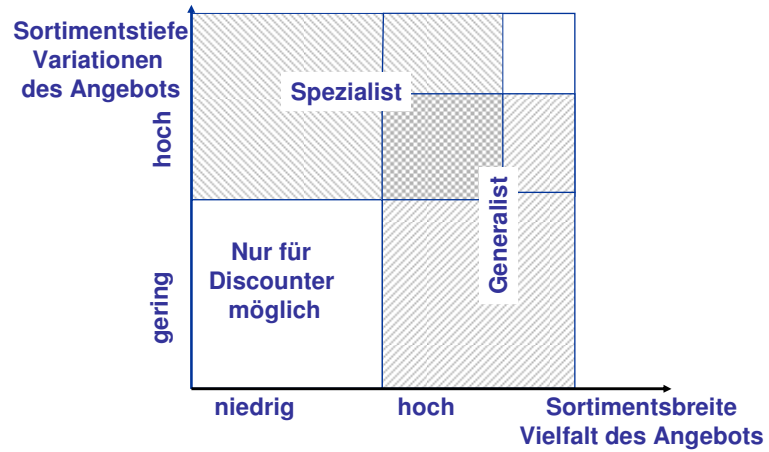 Sortimentstiefe
Variationen
des Angebots
hoch
gering
Spezialist
Generalist
Nur für
Discounter
möglich
niedrig
hoch
Sortimentsbreite
Vielfalt des Angebots